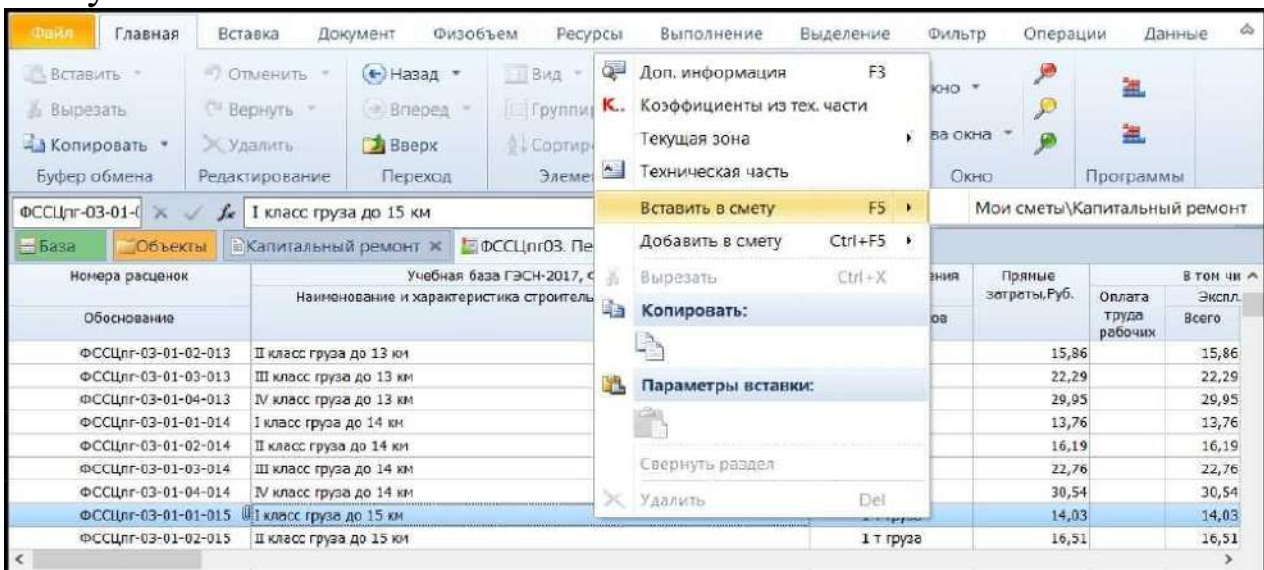 Файл Главная Вставка Документ Физобъем Ресурсы Выполнение Выделение Фильтр Операции Данные
Вставить Отменить Назад Вид
Вырезать Вернуть Вперед
Копировать Удалить Вверх
Буфер обмена Редактирование Переход Окно Программы
Доп. информация F3
Коэффициенты из тех. части
Текущая зона
Техническая часть
Вставить в смету F5
Добавить в смету Ctrl+F5
Вырезать Ctrl+X
Копировать:
Параметры вставки:
Свернуть раздел
Удалить Del
fx I класс груза до 15 км Мои сметы\Капитальный ремонт
База Объекты Капитальный ремонт
Номера расценок Учебная база ГЭСН-2017, Пряные В том чи
Обоснование Наименование и характеристика затраты,Руб. Оплата труда рабочих Экспл. Всего
ФССЦпг-03-01-02-013 II класс груза до 13 км 15,86 15,86
ФССЦпг-03-01-03-013 III класс груза до 13 км 22,29 22,29
ФССЦпг-03-01-04-013 IV класс груза до 13 км 29,95 29,95
ФССЦпг-03-01-01-014 I класс груза до 14 км 13,76 13,76
ФССЦпг-03-01-02-014 II класс груза до 14 км 16,19 16,19
ФССЦпг-03-01-03-014 III класс груза до 14 км 22,76 22,76
ФССЦпг-03-01-04-014 IV класс груза до 14 км 30,54 30,54
ФССЦпг-03-01-01-015 I класс груза до 15 км 14,03 14,03
ФССЦпг-03-01-02-015 II класс груза до 15 км 1 т груза 16,51 16,51